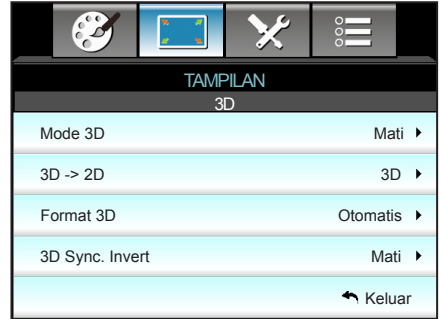 TAMPILAN
3D
Mode 3D Mati
3D -> 2D 3D
Format 3D Otomatis
3D Sync. Invert Mati
Keluar